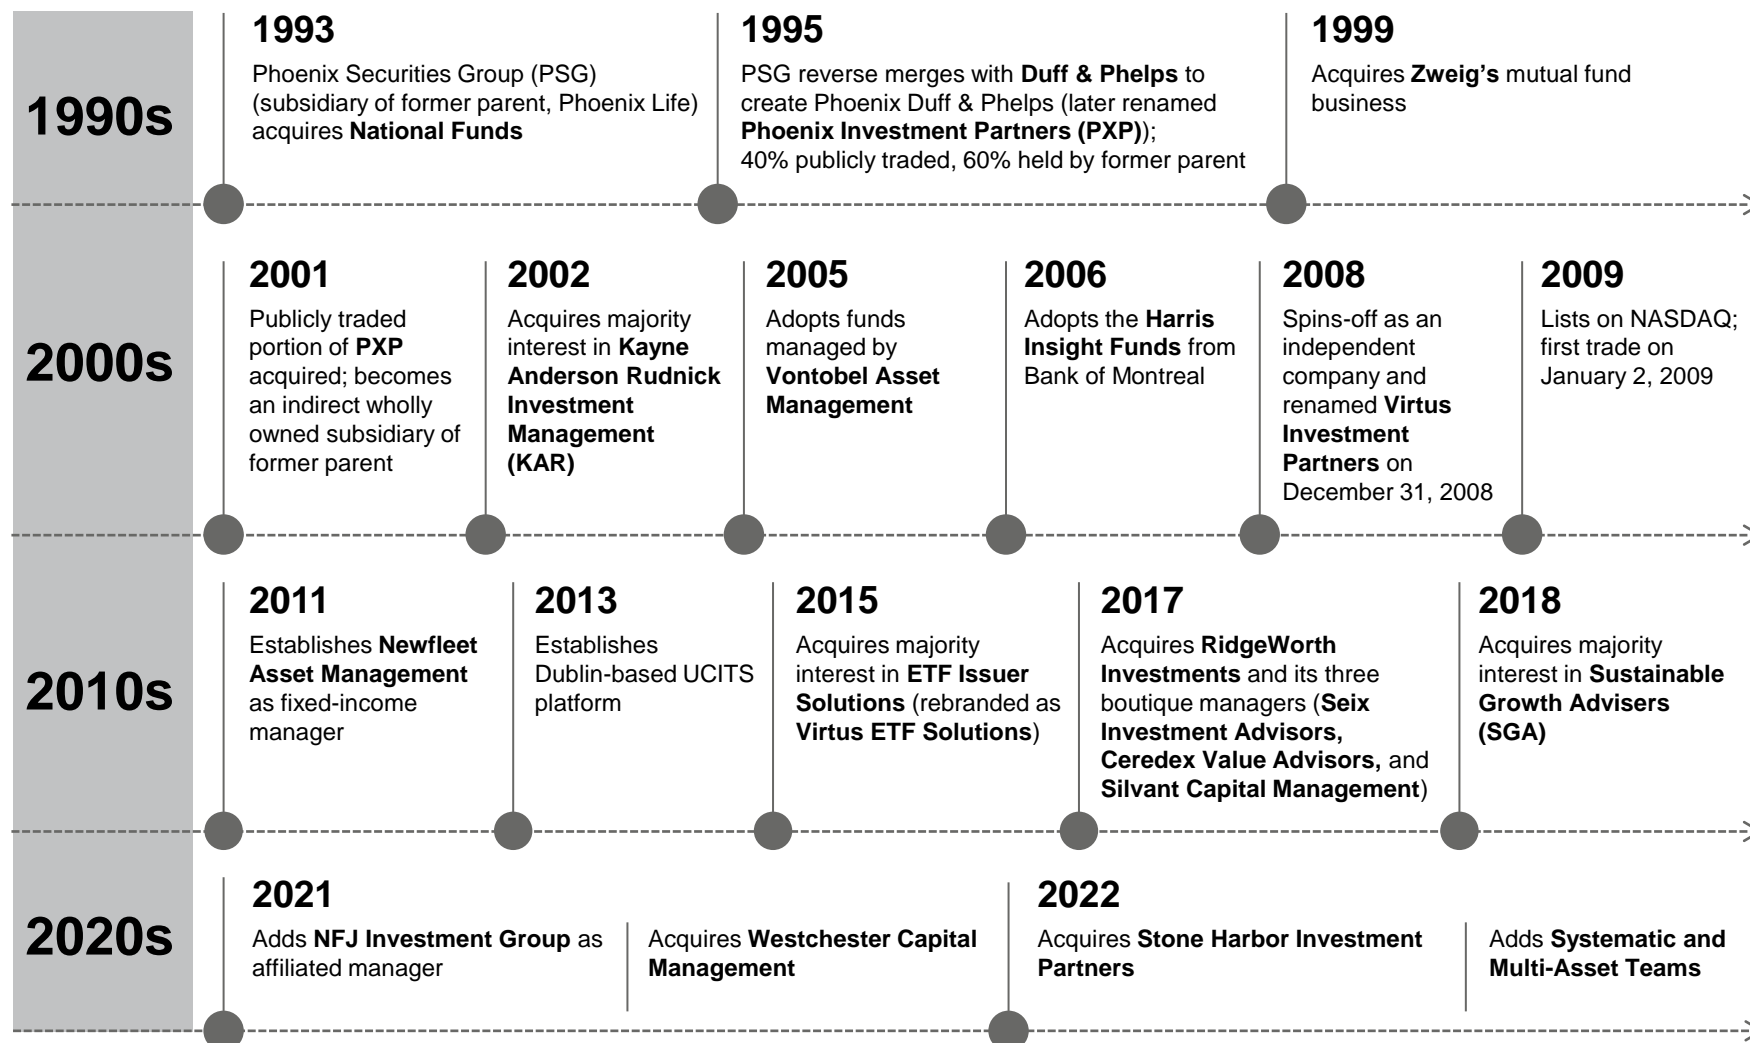 1990s
1993
Phoenix Securities Group (PSG)
(subsidiary of former parent, Phoenix Life)
acquires National Funds
1995
PSG reverse merges with Duff & Phelps to
create Phoenix Duff & Phelps (later renamed
Phoenix Investment Partners (PXP));
40% publicly traded, 60% held by former parent
1999
Acquires Zweig's mutual fund
business
2000s
2001
Publicly traded
portion of PXP
acquired; becomes
an indirect wholly
owned subsidiary of
former parent
2002
Acquires majority
interest in Kayne
Anderson Rudnick
Investment
Management
(KAR)
2005
Adopts funds
managed by
Vontobel Asset
Management
2006
Adopts the Harris
Insight Funds from
Bank of Montreal
2008
Spins-off as an
independent
company and
renamed Virtus
Investment
Partners on
December 31, 2008
2009
Lists on NASDAQ;
first trade on
January 2, 2009
2010s
2011
Establishes Newfleet
Asset Management
as fixed-income
manager
2013
Establishes
Dublin-based UCITS
platform
2015
Acquires majority
interest in ETF Issuer
Solutions (rebranded as
Virtus ETF Solutions)
2017
Acquires RidgeWorth
Investments and its three
boutique managers (Seix
Investment Advisors,
Ceredex Value Advisors, and
Silvant Capital Management)
2018
Acquires majority
interest in Sustainable
Growth Advisers
(SGA)
2020s
2021
Adds NFJ Investment Group as
affiliated manager
Acquires Westchester Capital
Management
2022
Acquires Stone Harbor Investment
Partners
Adds Systematic and
Multi-Asset Teams